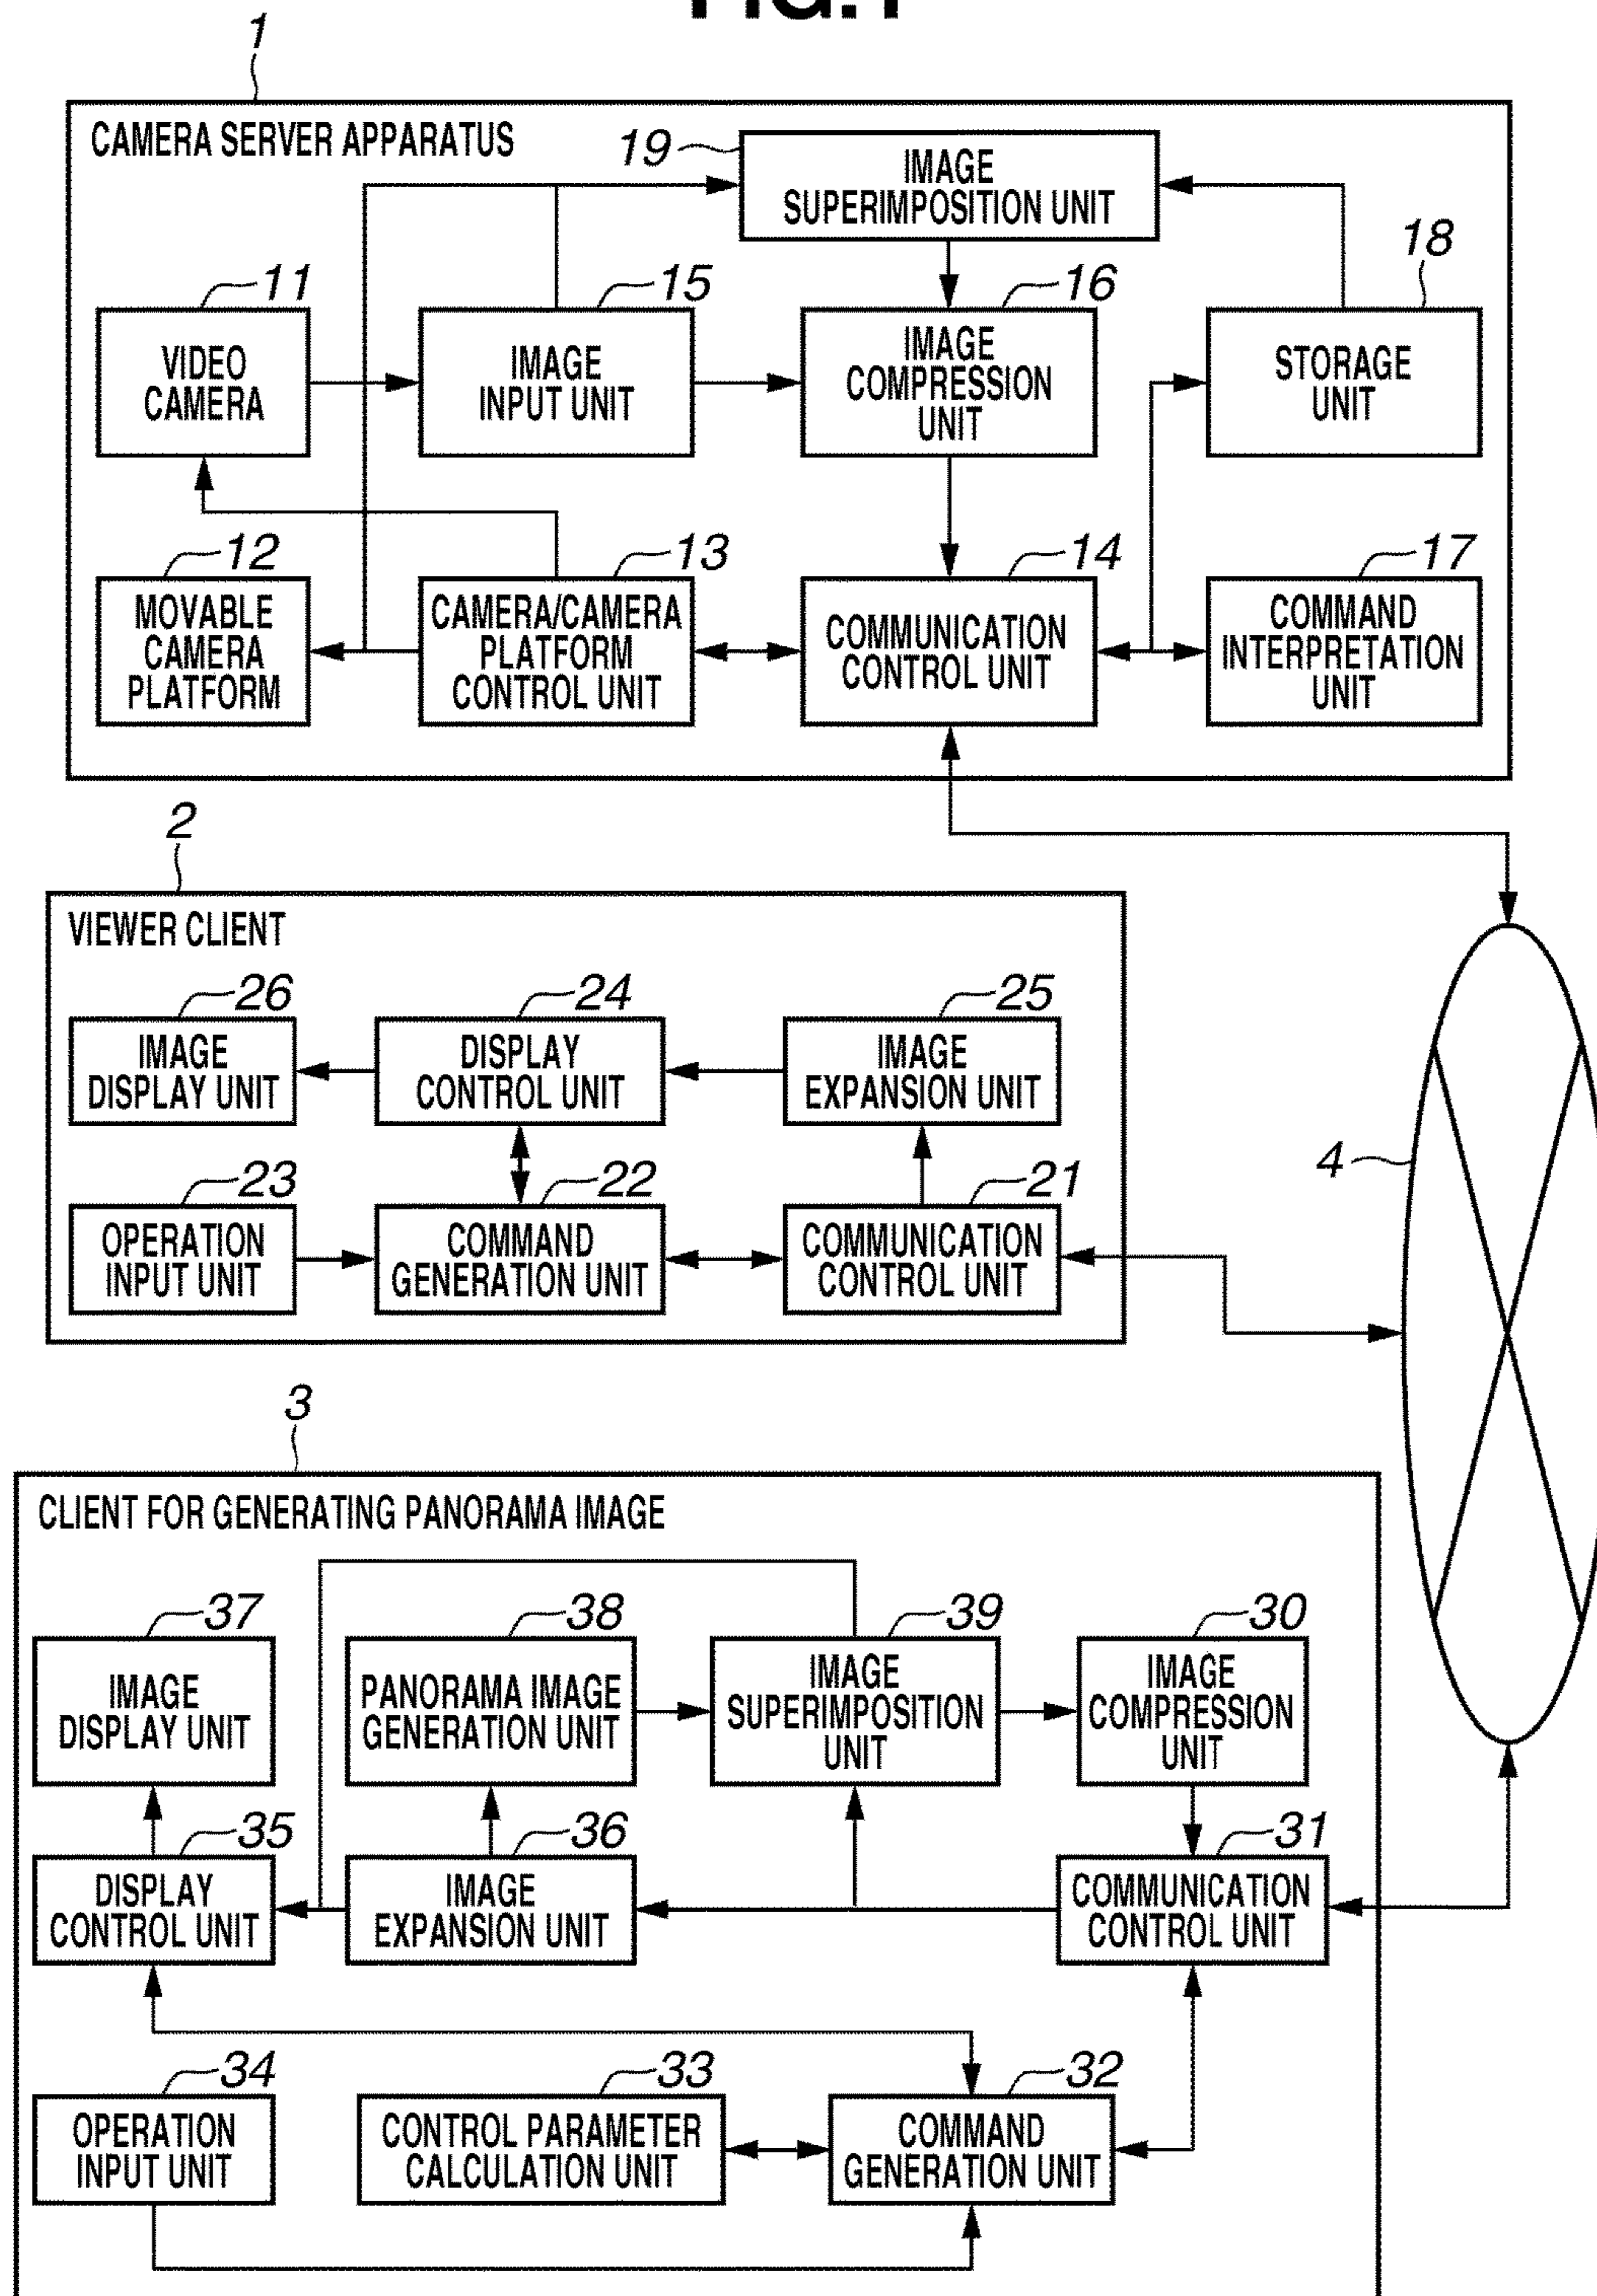 FIG.1
1
CAMERA SERVER APPARATUS
19
IMAGE
SUPERIMPOSITION UNIT
18
11
VIDEO
CAMERA
15
IMAGE
INPUT UNIT
16
IMAGE
COMPRESSION
UNIT
STORAGE
UNIT
12
MOVABLE
CAMERA
PLATFORM
13
CAMERA/CAMERA
PLATFORM
CONTROL UNIT
14
COMMUNICATION
CONTROL UNIT
17
COMMAND
INTERPRETATION
UNIT
2
VIEWER CLIENT
26
IMAGE
DISPLAY UNIT
24
DISPLAY
CONTROL UNIT
25
IMAGE
EXPANSION UNIT
23
OPERATION
INPUT UNIT
22
COMMAND
GENERATION UNIT
21
COMMUNICATION
CONTROL UNIT
4
3
CLIENT FOR GENERATING PANORAMA IMAGE
37
IMAGE
DISPLAY UNIT
38
PANORAMA IMAGE
GENERATION UNIT
39
IMAGE
SUPERIMPOSITION
UNIT
30
IMAGE
COMPRESSION
UNIT
35
DISPLAY
CONTROL UNIT
36
IMAGE
EXPANSION UNIT
31
COMMUNICATION
CONTROL UNIT
34
OPERATION
INPUT UNIT
33
CONTROL PARAMETER
CALCULATION UNIT
32
COMMAND
GENERATION UNIT